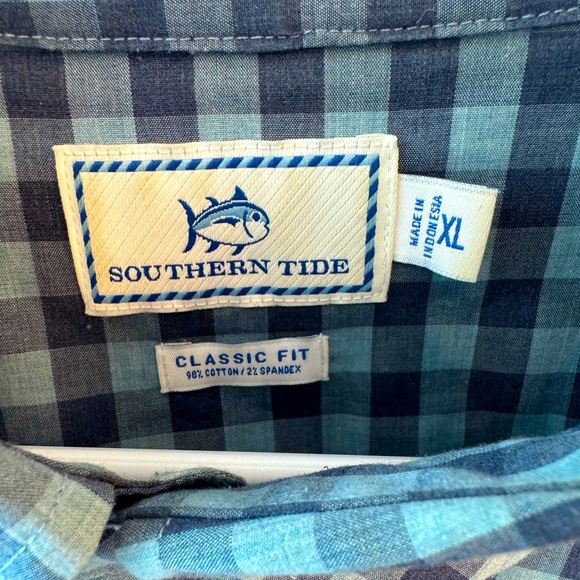 SOUTHERN TIDE
MADE IN
INDONESIA
XL
CLASSIC FIT
98% COTTON / 2% SPANDEX